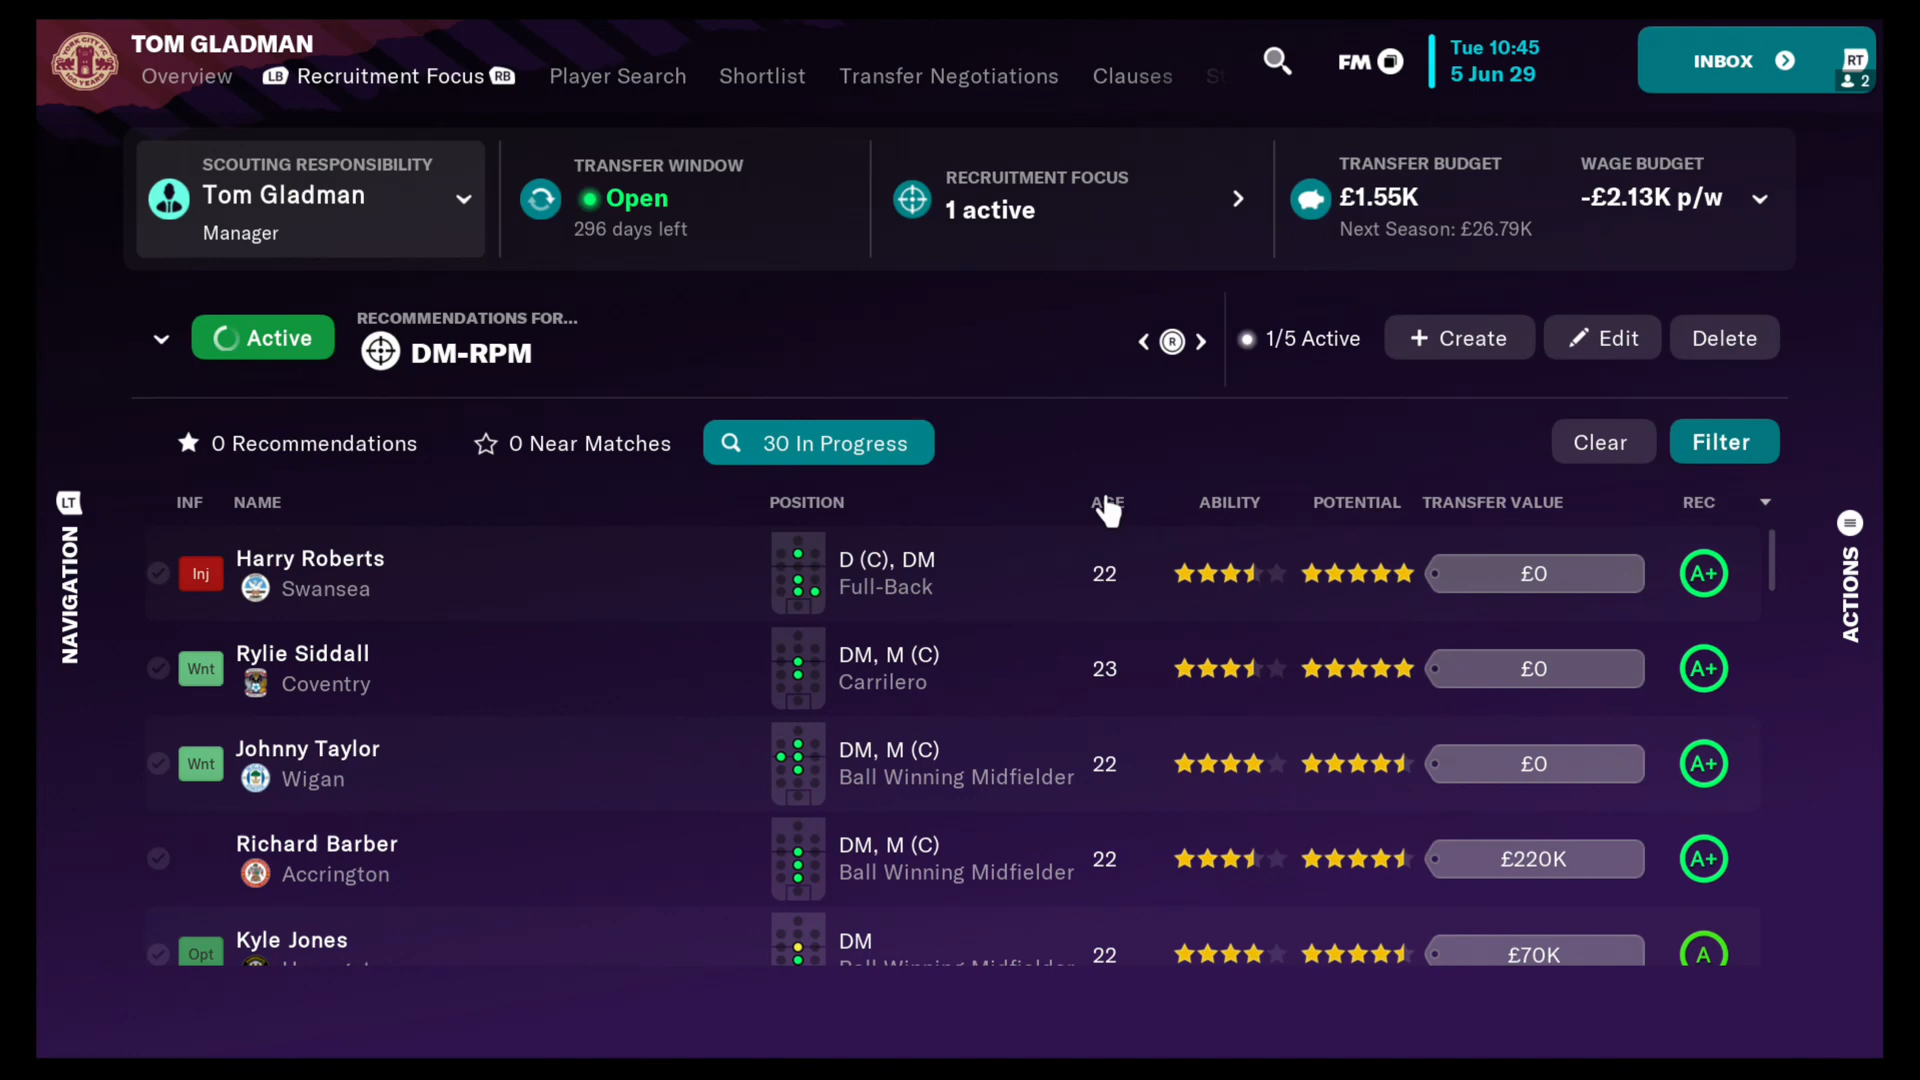 TOM GLADMAN
Overview LB Recruitment Focus RB Player Search Shortlist Transfer Negotiations Clauses St
FM
Tue 10:45
5 Jun 29
INBOX RT
2
SCOUTING RESPONSIBILITY
Tom Gladman
Manager
TRANSFER WINDOW
Open
296 days left
RECRUITMENT FOCUS
1 active
TRANSFER BUDGET
£1.55K
Next Season: £26.79K
WAGE BUDGET
-£2.13K p/w
Active
RECOMMENDATIONS FOR...
DM-RPM
R
1/5 Active
+ Create
Edit
Delete
0 Recommendations
0 Near Matches
30 In Progress
Clear
Filter
LT
NAVIGATION
ACTIONS
INF NAME POSITION AGE ABILITY POTENTIAL TRANSFER VALUE REC
Inj Harry Roberts D (C), DM 22 £0 A+
Swansea Full-Back
Wnt Rylie Siddall DM, M (C) 23 £0 A+
Coventry Carrilero
Wnt Johnny Taylor DM, M (C) 22 £0 A+
Wigan Ball Winning Midfielder
Richard Barber DM, M (C) 22 £220K A+
Accrington Ball Winning Midfielder
Opt Kyle Jones DM 22 £70K A
Ball Winning Midfielder